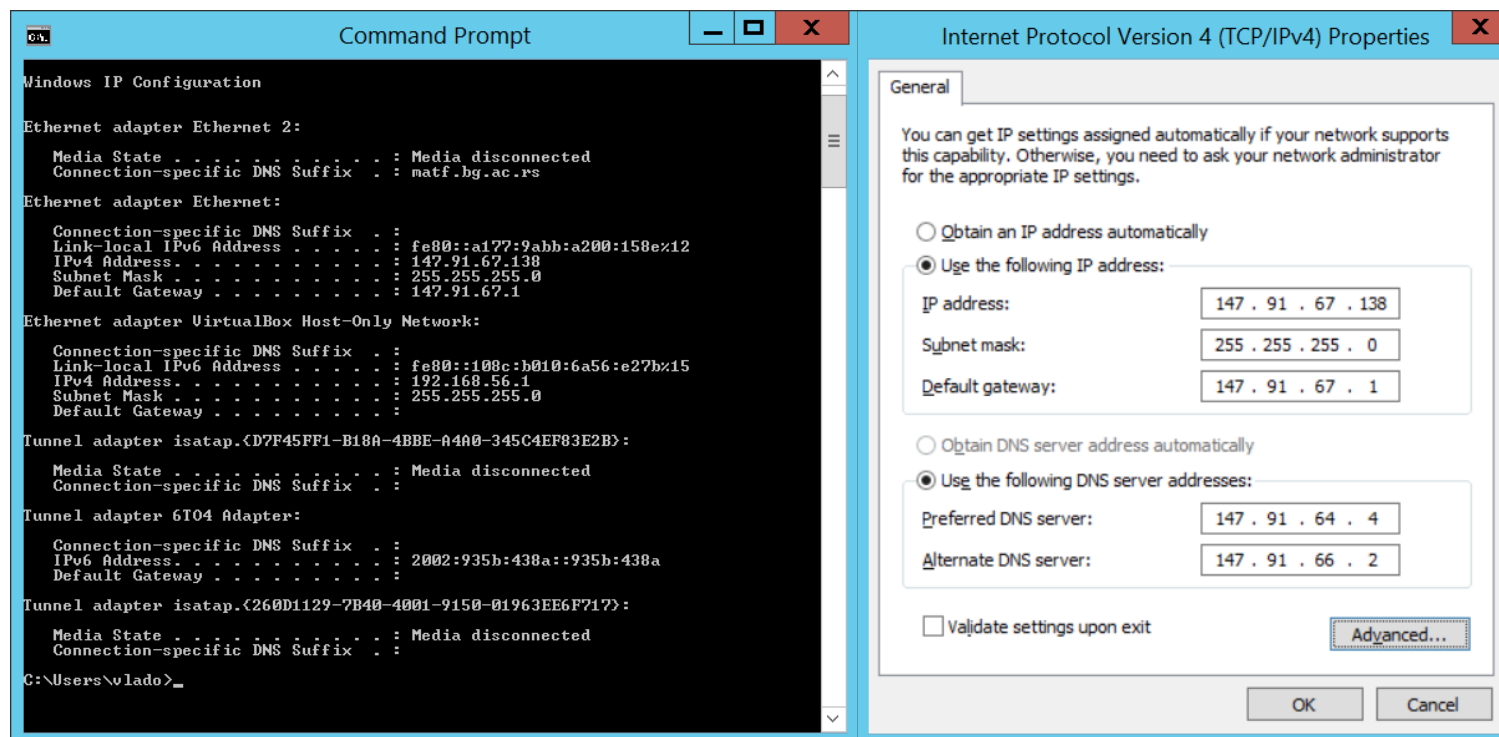 Command Prompt
Windows IP Configuration
Ethernet adapter Ethernet 2:
Media State . . . . . . . . . . . : Media disconnected
Connection-specific DNS Suffix  . : matf.bg.ac.rs
Ethernet adapter Ethernet:
Connection-specific DNS Suffix  . :
Link-local IPv6 Address . . . . . : fe80::a177:9abb:a200:158e%12
IPv4 Address. . . . . . . . . . . : 147.91.67.138
Subnet Mask . . . . . . . . . . . : 255.255.255.0
Default Gateway . . . . . . . . . : 147.91.67.1
Ethernet adapter VirtualBox Host-Only Network:
Connection-specific DNS Suffix  . :
Link-local IPv6 Address . . . . . : fe80::108c:b010:6a56:e27b%15
IPv4 Address. . . . . . . . . . . : 192.168.56.1
Subnet Mask . . . . . . . . . . . : 255.255.255.0
Default Gateway . . . . . . . . . :
Tunnel adapter isatap.{D7F45FF1-B18A-4BBE-A4A0-345C4EF83E2B}:
Media State . . . . . . . . . . . : Media disconnected
Connection-specific DNS Suffix  . :
Tunnel adapter 6TO4 Adapter:
Connection-specific DNS Suffix  . :
IPv6 Address. . . . . . . . . . . : 2002:935b:438a::935b:438a
Default Gateway . . . . . . . . . :
Tunnel adapter isatap.{260D1129-7B40-4001-9150-01963EE6F717}:
Media State . . . . . . . . . . . : Media disconnected
Connection-specific DNS Suffix  . :
C:\Users\vlado>_
Internet Protocol Version 4 (TCP/IPv4) Properties
General
You can get IP settings assigned automatically if your network supports
this capability. Otherwise, you need to ask your network administrator
for the appropriate IP settings.
Obtain an IP address automatically
Use the following IP address:
IP address: 147 . 91 . 67 . 138
Subnet mask: 255 . 255 . 255 . 0
Default gateway: 147 . 91 . 67 . 1
Obtain DNS server address automatically
Use the following DNS server addresses:
Preferred DNS server: 147 . 91 . 64 . 4
Alternate DNS server: 147 . 91 . 66 . 2
Validate settings upon exit
Advanced...
OK Cancel